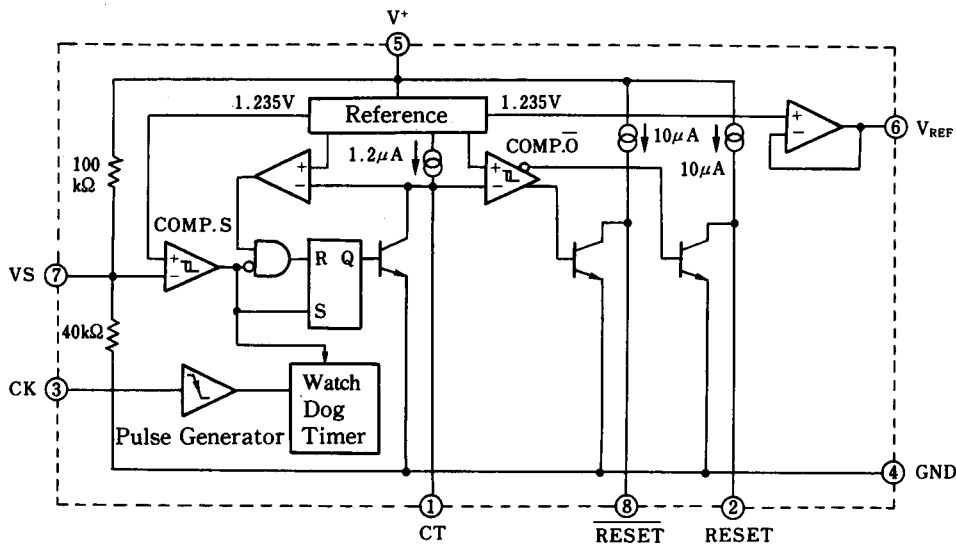 V+
5
1.235V
1.235V
Reference
6
VREF
+
−
100
kΩ
1.2μA
COMP.O̅
10μA
10μA
+
−
+
−
COMP.S
VS
7
+
−
R Q
S
40kΩ
CK
3
Watch
Dog
Timer
Pulse Generator
4
GND
1
8
2
CT
R̅E̅S̅E̅T̅
RESET